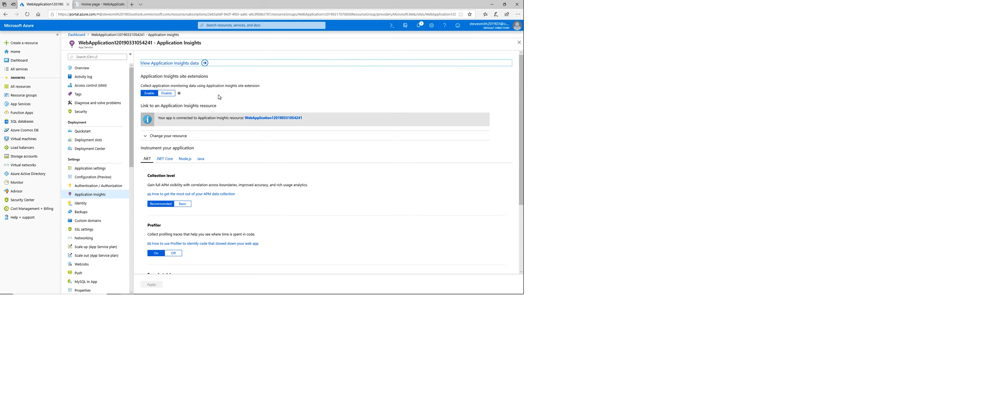 WebApplication120190
Home page - WebApplicatic
https://portal.azure.com/#@stevesmith201903outlook.onmicrosoft.com/resource/subscriptions/2eb5a56f-942f-4f65-aa9c-a9c3f0063797/resourceGroups/WebApplication120190317070850ResourceGroup/providers/Microsoft.Web/sites/WebApplication120
Microsoft Azure
Search resources, services, and docs
1
stevesmith201903@o...
DEFAULT DIRECTORY
Create a resource
Home
Dashboard
All services
FAVORITES
All resources
Resource groups
App Services
Function Apps
SQL databases
Azure Cosmos DB
Virtual machines
Load balancers
Storage accounts
Virtual networks
Azure Active Directory
Monitor
Advisor
Security Center
Cost Management + Billing
Help + support
Dashboard > WebApplication120190331054241 - Application Insights
WebApplication120190331054241 - Application Insights
App Service
Search (Ctrl+/)
Overview
Activity log
Access control (IAM)
Tags
Diagnose and solve problems
Security
Deployment
Quickstart
Deployment slots
Deployment Center
Settings
Application settings
Configuration (Preview)
Authentication / Authorization
Application Insights
Identity
Backups
Custom domains
SSL settings
Networking
Scale up (App Service plan)
Scale out (App Service plan)
WebJobs
Push
MySQL In App
Properties
View Application Insights data
Application Insights site extensions
Collect application monitoring data using Application Insights site extension
Enable Disable
Link to an Application Insights resource
Your app is connected to Application Insights resource: WebApplication120190331054241
Change your resource
Instrument your application
.NET .NET Core Node.js Java
Collection level
Gain full APM visibility with correlation across boundaries, improved accuracy, and rich usage analytics.
How to get the most out of your APM data collection
Recommended Basic
Profiler
Collect profiling traces that help you see where time is spent in code.
How to use Profiler to identify code that slowed down your web app
On Off
Apply